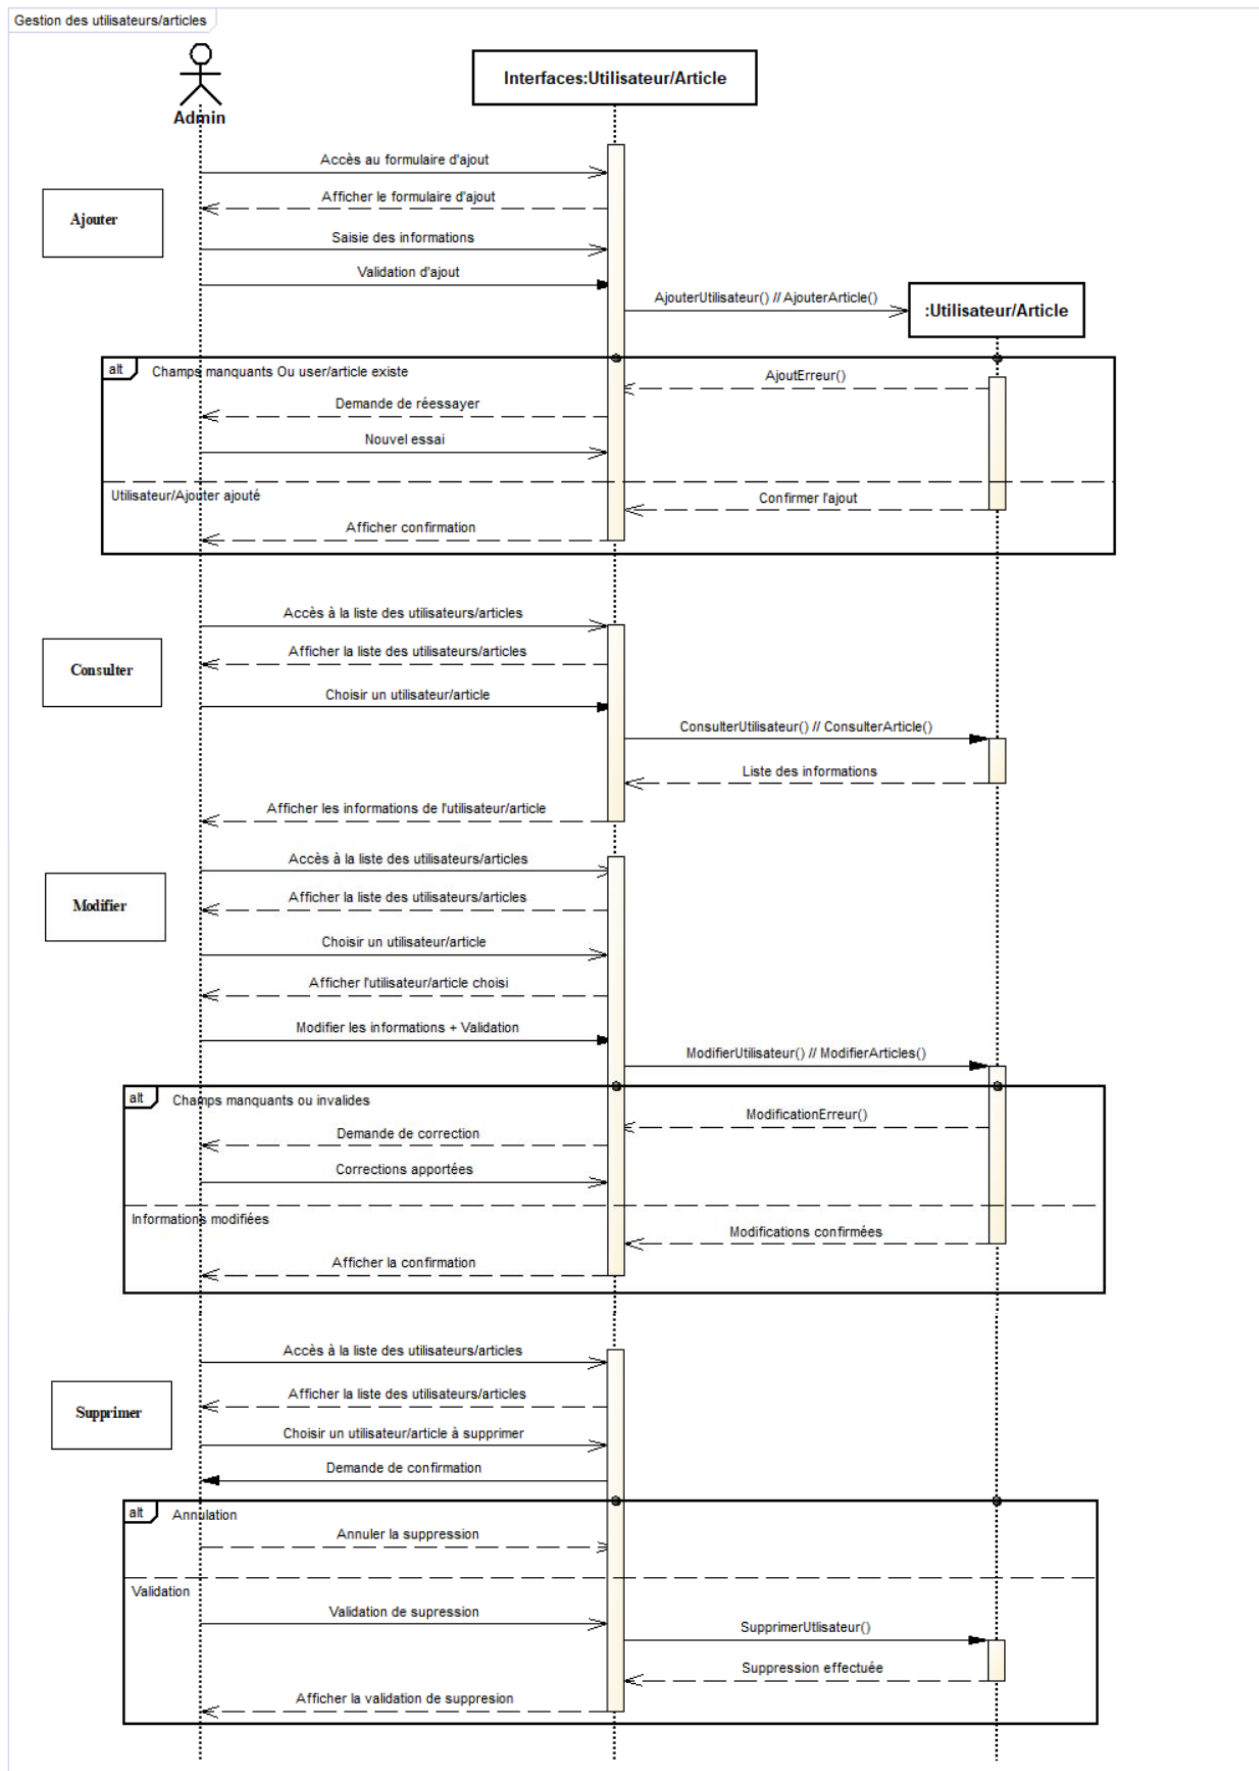 Gestion des utilisateurs/articles
Interfaces:Utilisateur/Article
Admin
Accès au formulaire d'ajout
Afficher le formulaire d'ajout
Ajouter
Saisie des informations
Validation d'ajout
AjouterUtilisateur() // AjouterArticle()
:Utilisateur/Article
alt
Champs manquants Ou user/article existe
AjoutErreur()
Demande de réessayer
Nouvel essai
Utilisateur/Ajouter ajouté
Confirmer l'ajout
Afficher confirmation
Accès à la liste des utilisateurs/articles
Afficher la liste des utilisateurs/articles
Consulter
Choisir un utilisateur/article
ConsulterUtilisateur() // ConsulterArticle()
Liste des informations
Afficher les informations de l'utilisateur/article
Accès à la liste des utilisateurs/articles
Afficher la liste des utilisateurs/articles
Modifier
Choisir un utilisateur/article
Afficher l'utilisateur/article choisi
Modifier les informations + Validation
ModifierUtilisateur() // ModifierArticles()
alt
Champs manquants ou invalides
ModificationErreur()
Demande de correction
Corrections apportées
Informations modifiées
Modifications confirmées
Afficher la confirmation
Accès à la liste des utilisateurs/articles
Afficher la liste des utilisateurs/articles
Supprimer
Choisir un utilisateur/article à supprimer
Demande de confirmation
alt
Annulation
Annuler la suppression
Validation
Validation de supression
SupprimerUtlisateur()
Suppression effectuée
Afficher la validation de suppresion